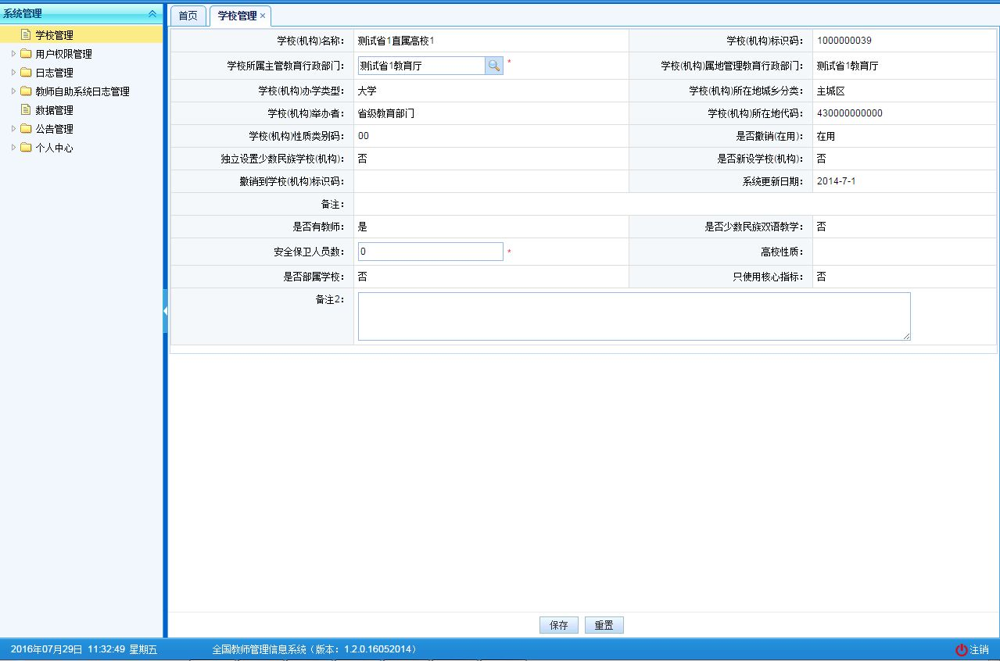 系统管理
学校管理
用户权限管理
日志管理
教师自助系统日志管理
数据管理
公告管理
个人中心
首页 学校管理 ×
学校(机构)名称： 测试省1直属高校1 学校(机构)标识码： 1000000039
学校所属主管教育行政部门： 测试省1教育厅 * 学校(机构)属地管理教育行政部门： 测试省1教育厅
学校(机构)办学类型： 大学 学校(机构)所在地城乡分类： 主城区
学校(机构)举办者： 省级教育部门 学校(机构)所在地代码： 430000000000
学校(机构)性质类别码： 00 是否撤销(在用)： 在用
独立设置少数民族学校(机构)： 否 是否新设学校(机构)： 否
撤销到学校(机构)标识码： 系统更新日期： 2014-7-1
备注：
是否有教师： 是 是否少数民族双语教学： 否
安全保卫人员数： 0 * 高校性质：
是否部属学校： 否 只使用核心指标： 否
备注2：
保存 重置
2016年07月29日 11:32:49 星期五 全国教师管理信息系统（版本：1.2.0.16052014） 注销